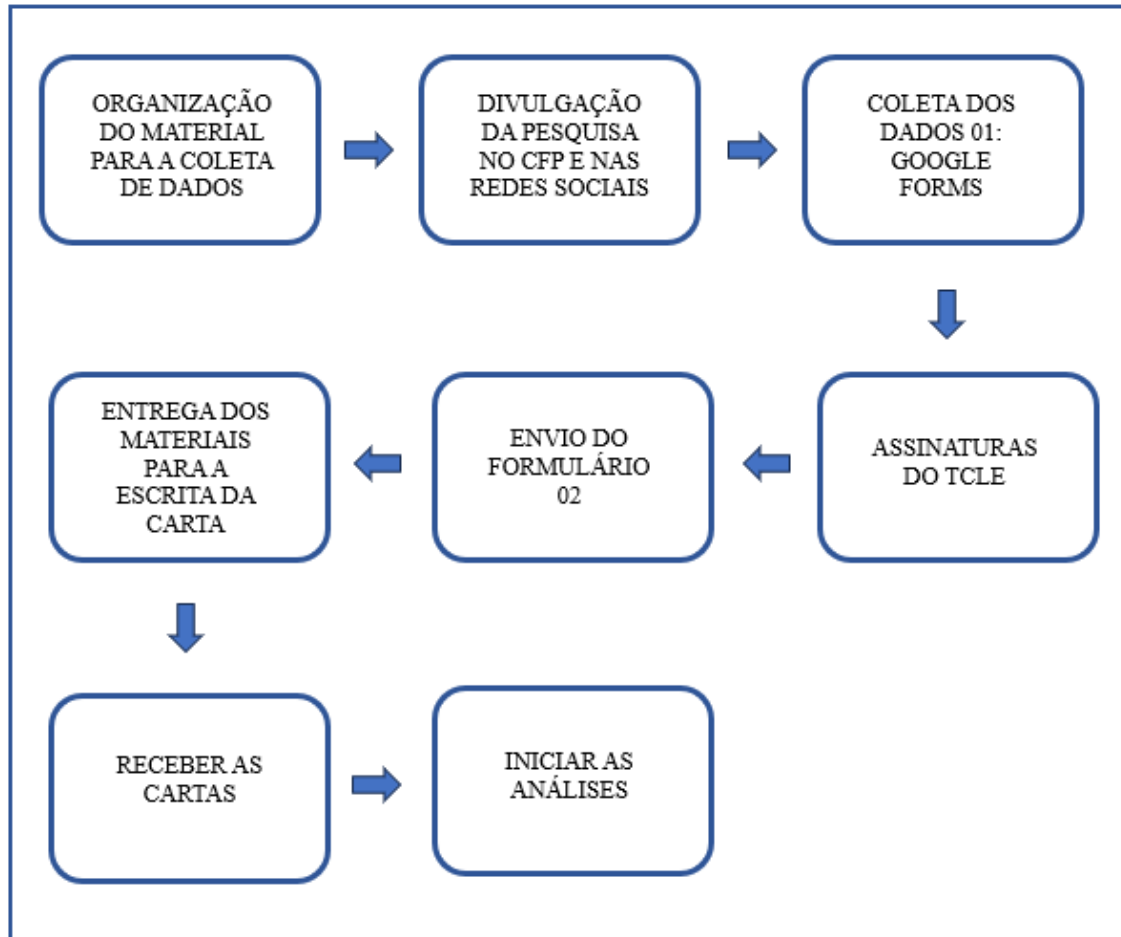 ORGANIZAÇÃO
DO MATERIAL
PARA A COLETA
DE DADOS
DIVULGAÇÃO
DA PESQUISA
NO CFP E NAS
REDES SOCIAIS
COLETA DOS
DADOS 01:
GOOGLE
FORMS
ASSINATURAS
DO TCLE
ENVIO DO
FORMULÁRIO
02
ENTREGA DOS
MATERIAIS
PARA A
ESCRITA DA
CARTA
RECEBER AS
CARTAS
INICIAR AS
ANÁLISES